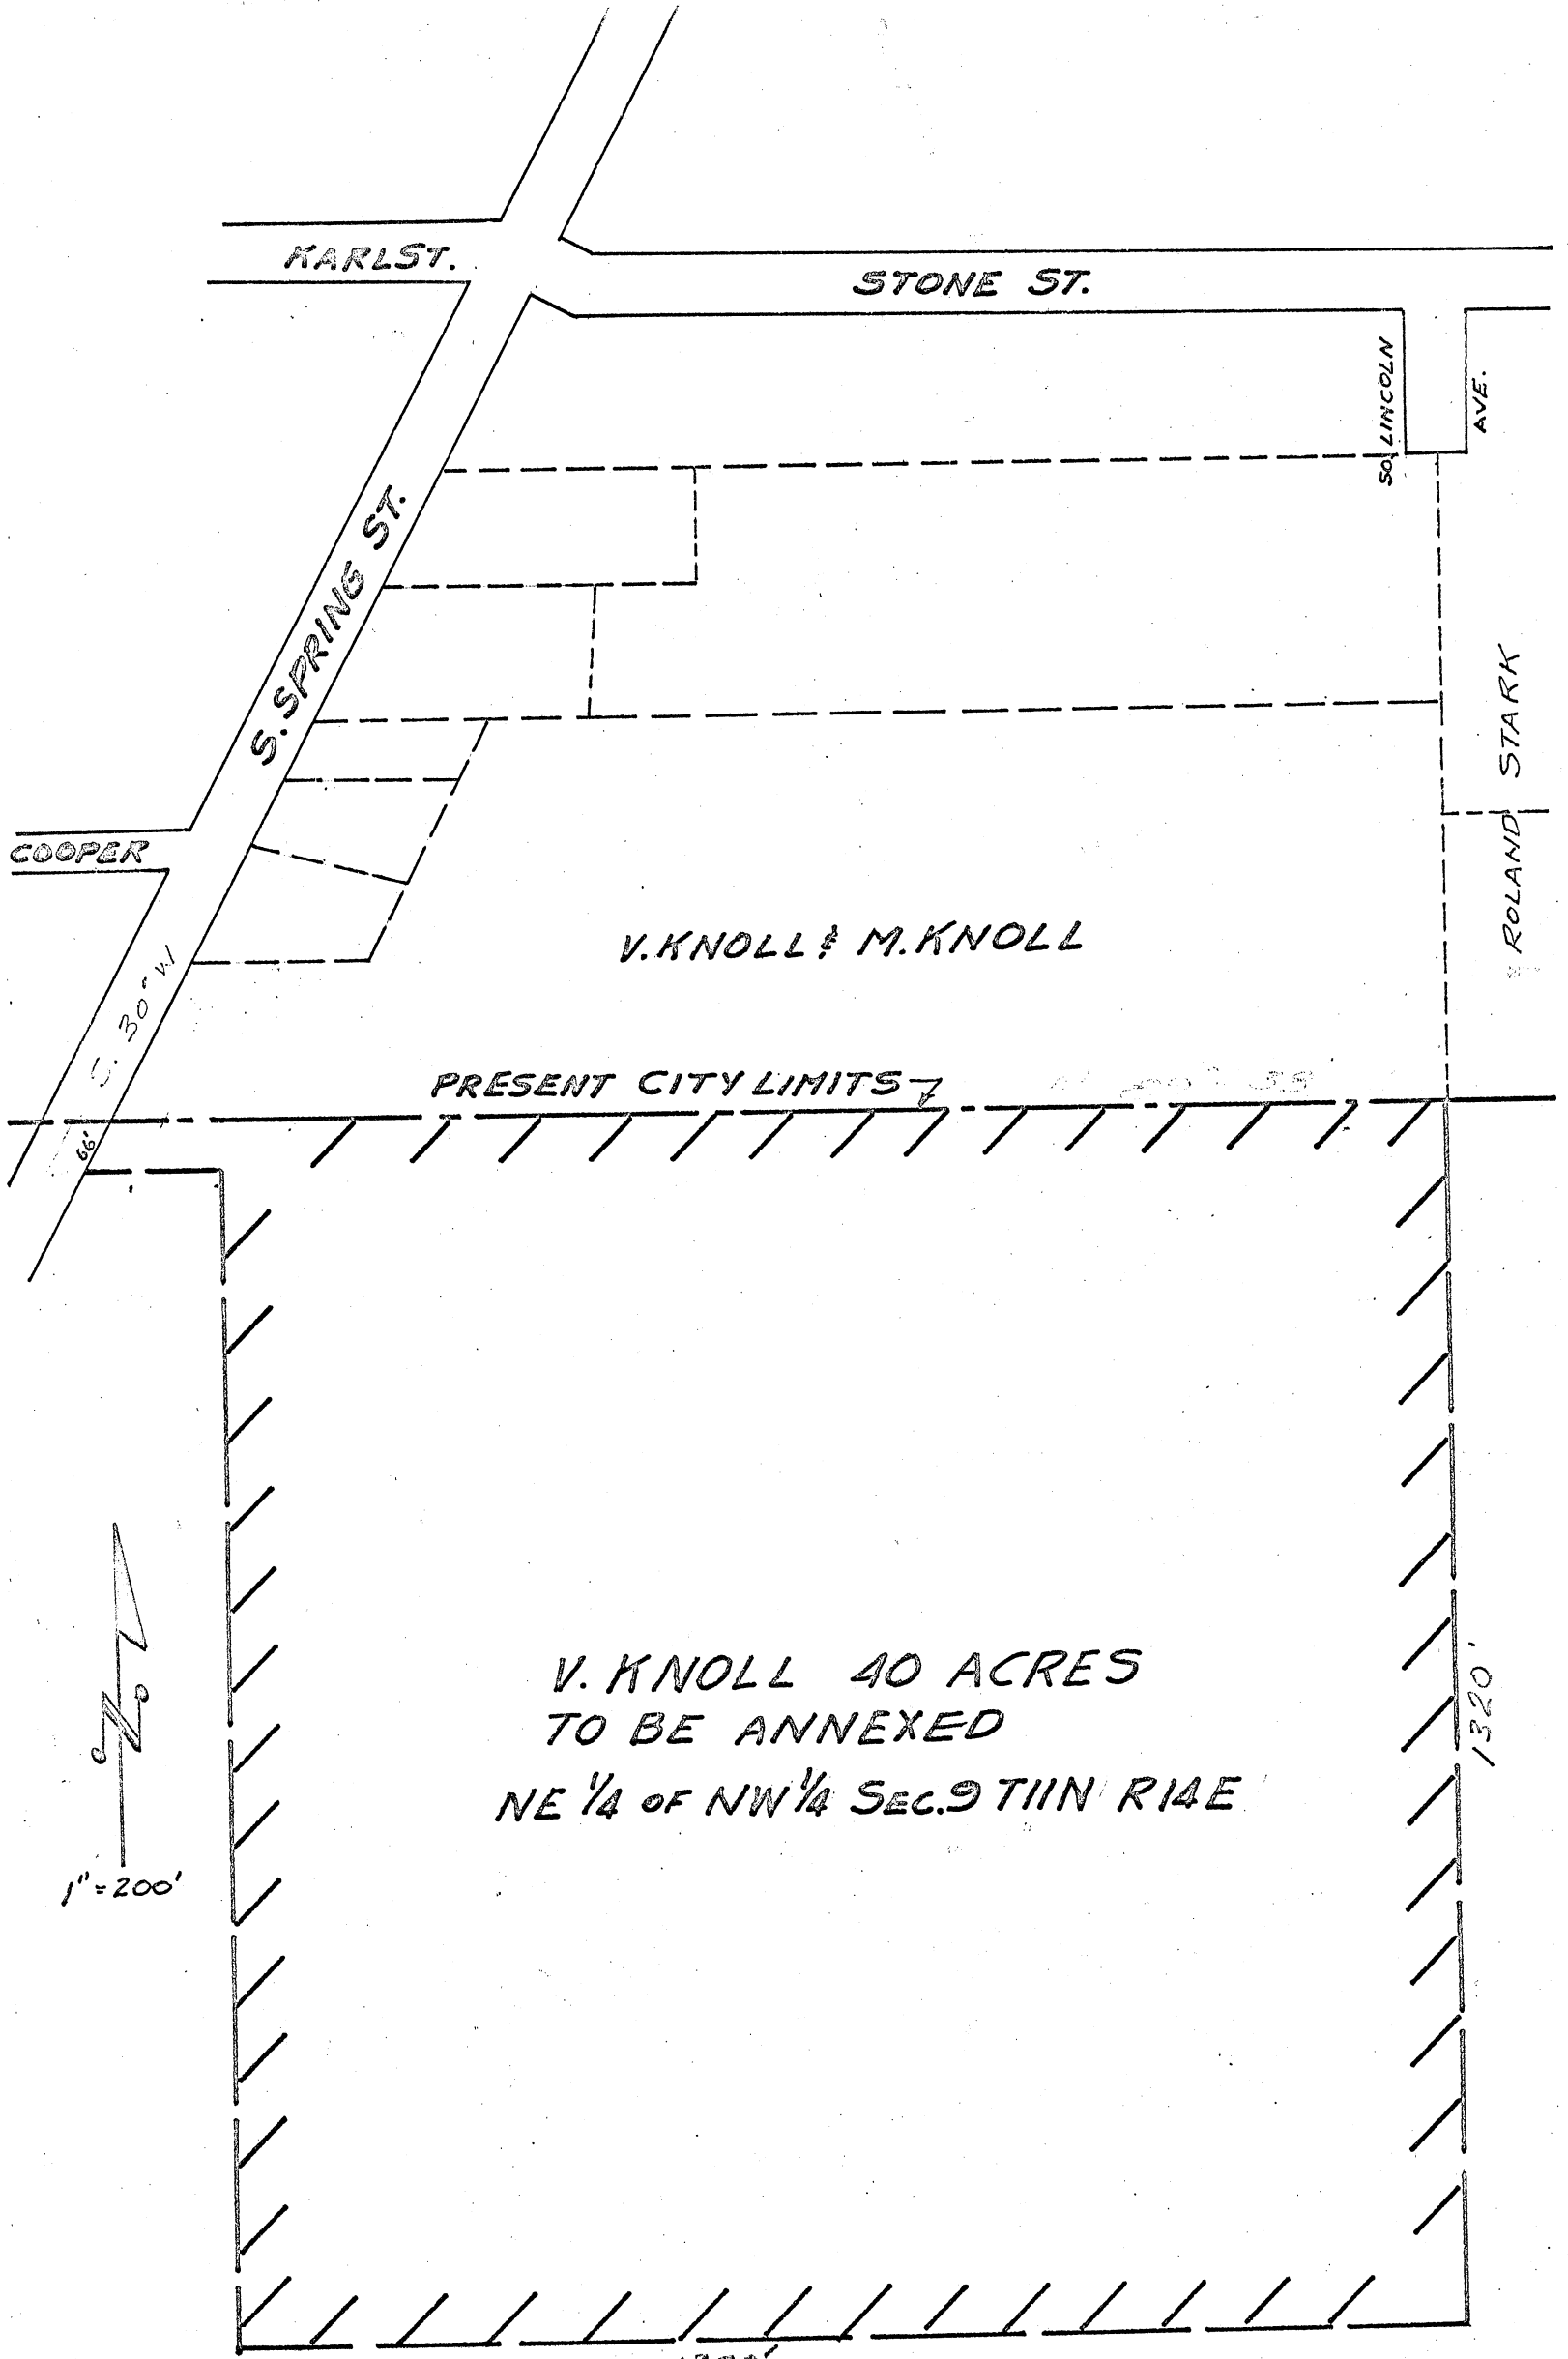 KARL ST.
STONE ST.
SO. LINCOLN
AVE.
S. SPRING ST.
ROLAND STARK
COOPER
V. KNOLL & M. KNOLL
S. 30° W
PRESENT CITY LIMITS
66'
V. KNOLL 40 ACRES
TO BE ANNEXED
1320'
NE 1/4 OF NW 1/4 SEC. 9 T11N R14E
1" = 200'